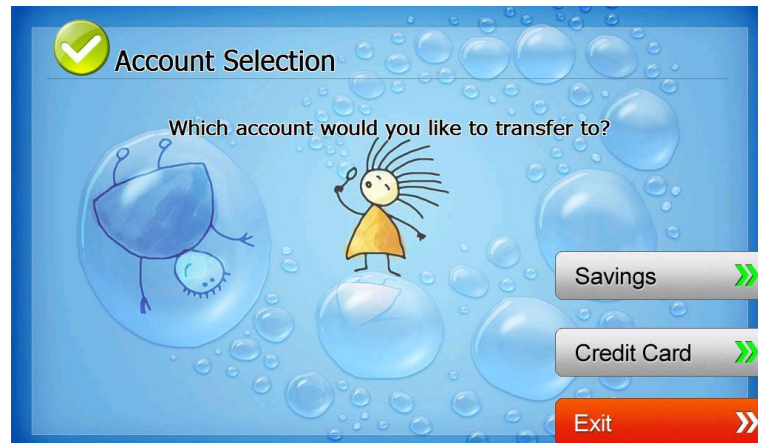 Account Selection
Which account would you like to transfer to?
Savings
Credit Card
Exit